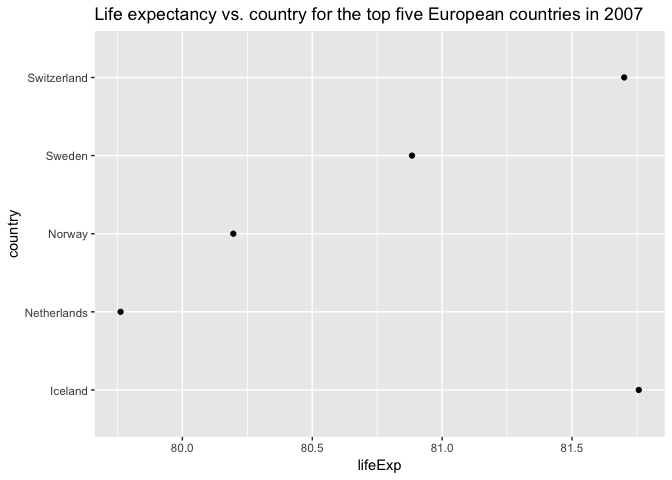 Life expectancy vs. country for the top five European countries in 2007
Switzerland
Sweden
Norway
Netherlands
Iceland
country
80.0 80.5 81.0 81.5
lifeExp